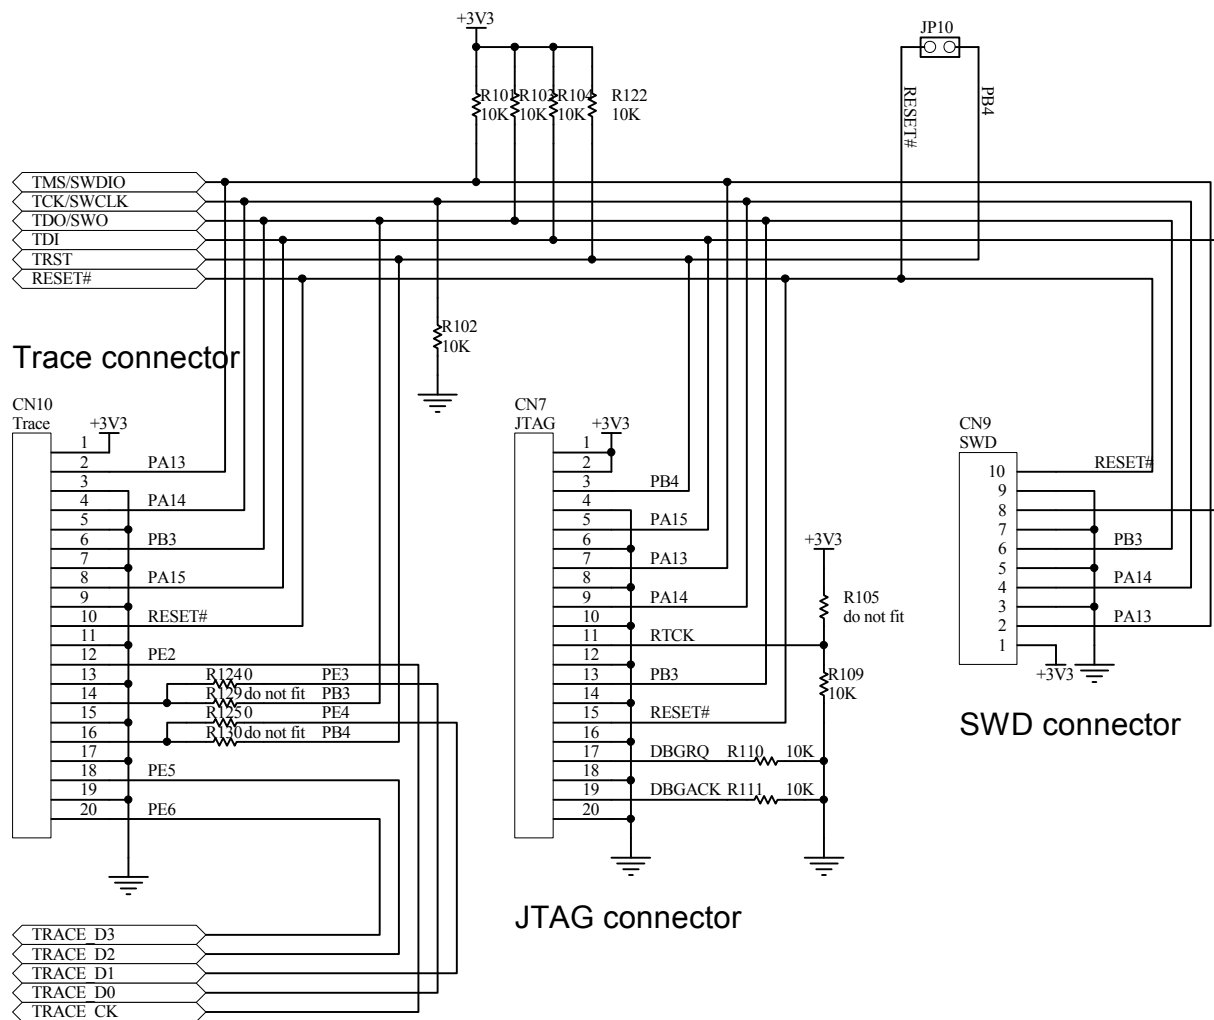 +3V3
JP10
R101 R103 R104 R122
10K 10K 10K 10K
RESET#
PB4
TMS/SWDIO
TCK/SWCLK
TDO/SWO
TDI
TRST
RESET#
R102
10K
Trace connector
CN10
Trace
+3V3
1
2 PA13
3
4 PA14
5
6 PB3
7
8 PA15
9
10 RESET#
11
12 PE2
13
R124 0 PE3
14
R129 do not fit PB3
15
R125 0 PE4
16
R130 do not fit PB4
17
18 PE5
19
20 PE6
CN7
JTAG
+3V3
1
2
3 PB4
4
5 PA15
6
7 PA13
8
9 PA14
10
11 RTCK
12
13 PB3
14
15 RESET#
16
17 DBGRQ R110 10K
18
19 DBGACK R111 10K
20
+3V3
R105
do not fit
R109
10K
JTAG connector
CN9
SWD
10 RESET#
9
8
7
6 PB3
5
4 PA14
3
2 PA13
1
+3V3
SWD connector
TRACE_D3
TRACE_D2
TRACE_D1
TRACE_D0
TRACE_CK